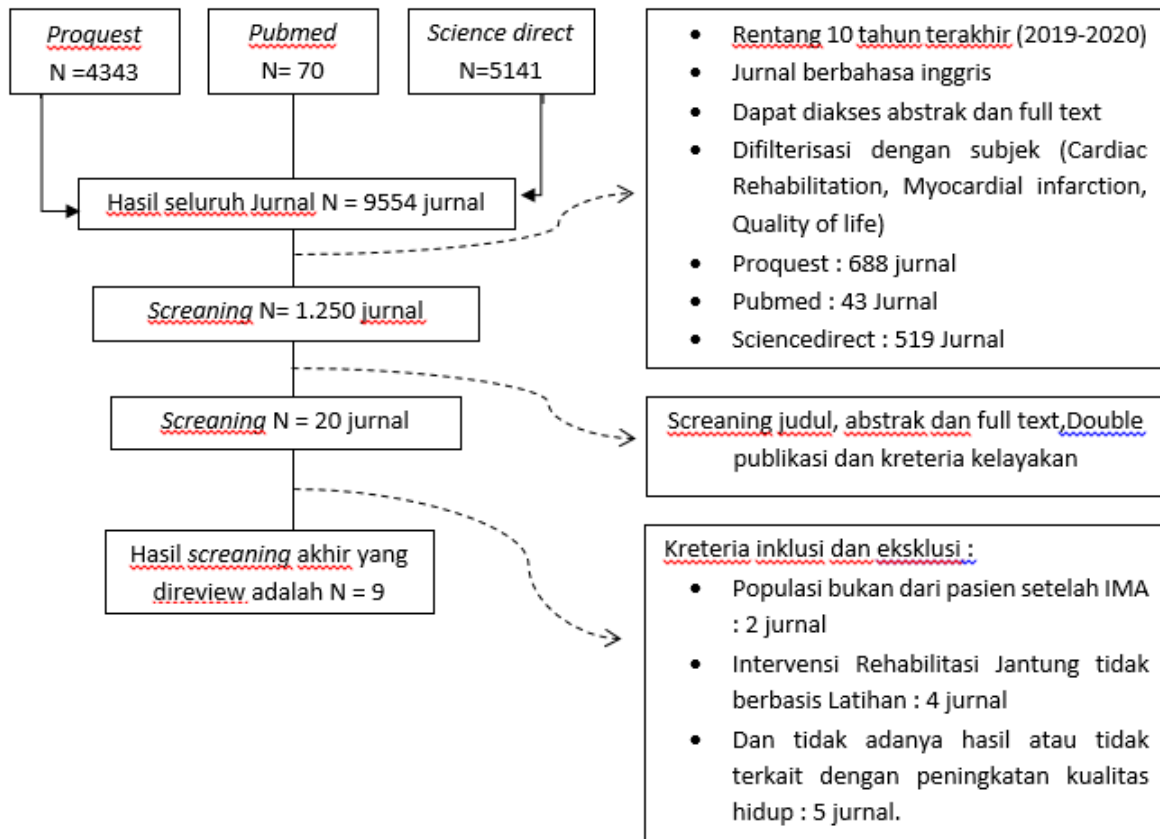 Proquest
N =4343
Pubmed
N= 70
Science direct
N=5141
Hasil seluruh Jurnal N = 9554 jurnal
Screaning N= 1.250 jurnal
Screaning N = 20 jurnal
Hasil screaning akhir yang
direview adalah N = 9
• Rentang 10 tahun terakhir (2019-2020)
• Jurnal berbahasa inggris
• Dapat diakses abstrak dan full text
• Difilterisasi dengan subjek (Cardiac
Rehabilitation, Myocardial infarction,
Quality of life)
• Proquest : 688 jurnal
• Pubmed : 43 Jurnal
• Sciencedirect : 519 Jurnal
Screaning judul, abstrak dan full text,Double
publikasi dan kreteria kelayakan
Kreteria inklusi dan eksklusi :
• Populasi bukan dari pasien setelah IMA
: 2 jurnal
• Intervensi Rehabilitasi Jantung tidak
berbasis Latihan : 4 jurnal
• Dan tidak adanya hasil atau tidak
terkait dengan peningkatan kualitas
hidup : 5 jurnal.